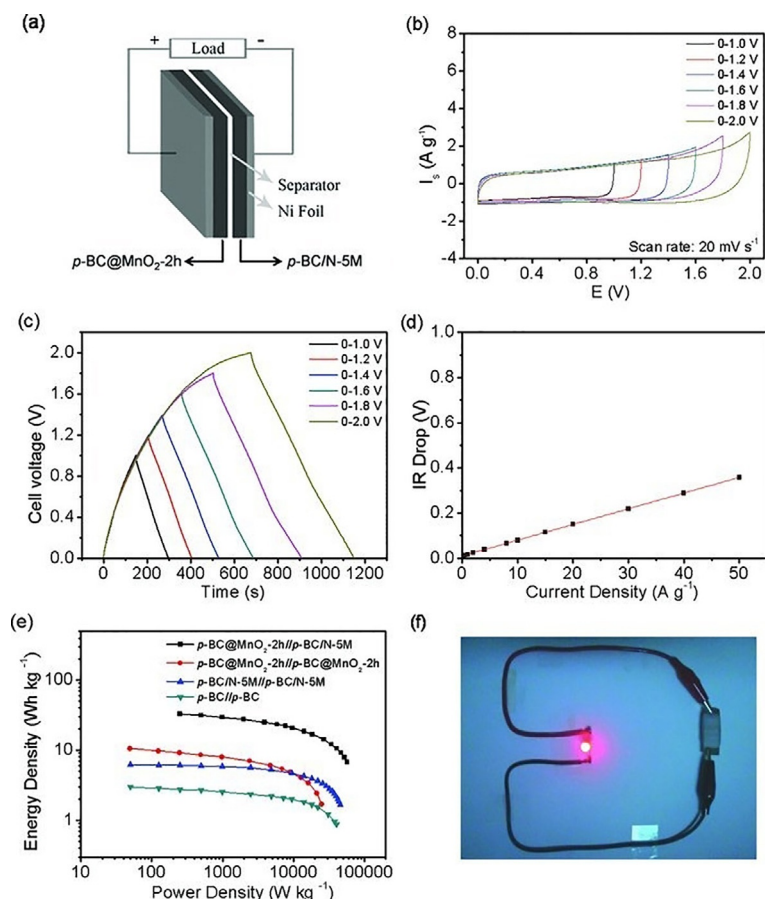 (a)
+ Load -
Separator
Ni Foil
p-BC@MnO₂-2h
p-BC/N-5M
(b)
I_s (A g⁻¹)
8
6
4
2
0
-2
-4
0-1.0 V
0-1.2 V
0-1.4 V
0-1.6 V
0-1.8 V
0-2.0 V
Scan rate: 20 mV s⁻¹
0.0 0.4 0.8 1.2 1.6 2.0
E (V)
(c)
Cell voltage (V)
2.0
1.6
1.2
0.8
0.4
0.0
0-1.0 V
0-1.2 V
0-1.4 V
0-1.6 V
0-1.8 V
0-2.0 V
0 200 400 600 800 1000 1200
Time (s)
(d)
IR Drop (V)
1.0
0.8
0.6
0.4
0.2
0.0
0 10 20 30 40 50
Current Density (A g⁻¹)
(e)
Energy Density (Wh kg⁻¹)
100
10
1
p-BC@MnO₂-2h//p-BC/N-5M
p-BC@MnO₂-2h//p-BC@MnO₂-2h
p-BC/N-5M//p-BC/N-5M
p-BC//p-BC
10 100 1000 10000 100000
Power Density (W kg⁻¹)
(f)